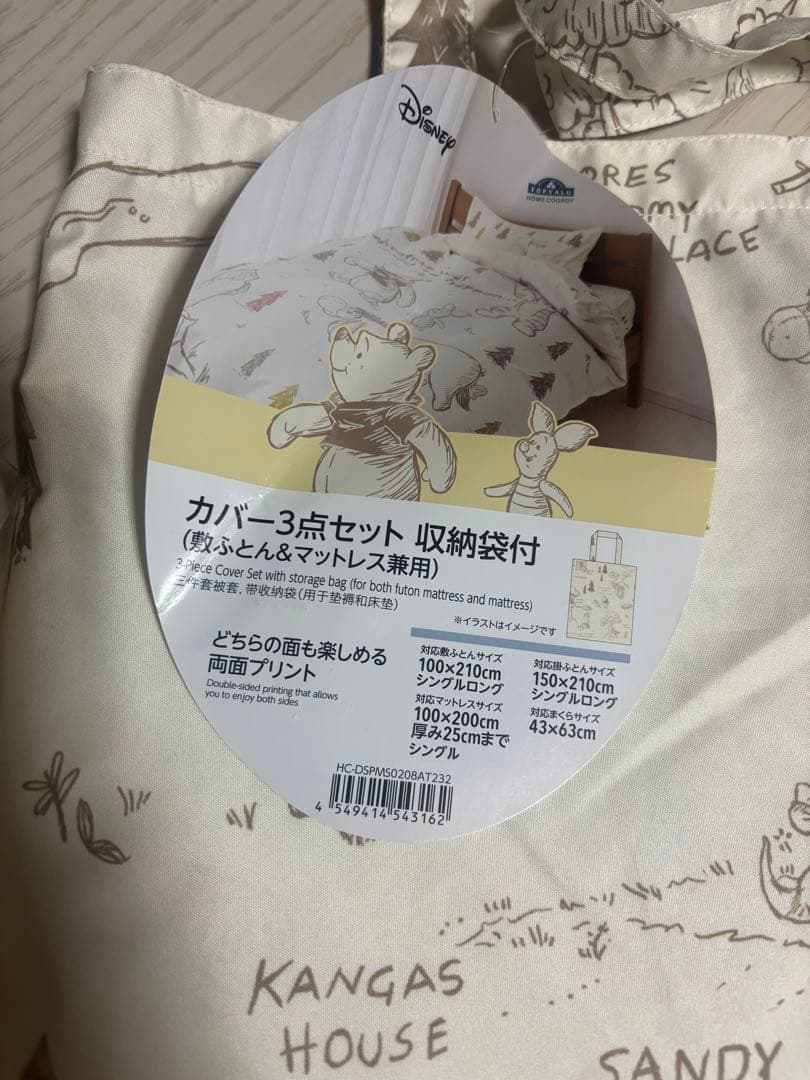 DISNEY
TOPVALU
HOME COORDY
ORES
OMY
LACE
カバー3点セット 収納袋付
(敷ふとん&マットレス兼用)
3-Piece Cover Set with storage bag (for both futon mattress and mattress)
三件套被套，带收纳袋(用于垫褥和床垫)
※イラストはイメージです
どちらの面も楽しめる
両面プリント
Double-sided printing that allows
you to enjoy both sides
対応敷ふとんサイズ
100×210cm
シングルロング
対応掛ふとんサイズ
150×210cm
シングルロング
対応マットレスサイズ
100×200cm
厚み25cmまで
シングル
対応まくらサイズ
43×63cm
HC-DSPMS0208AT232
4 549414 543162
KANGAS
HOUSE
SANDY